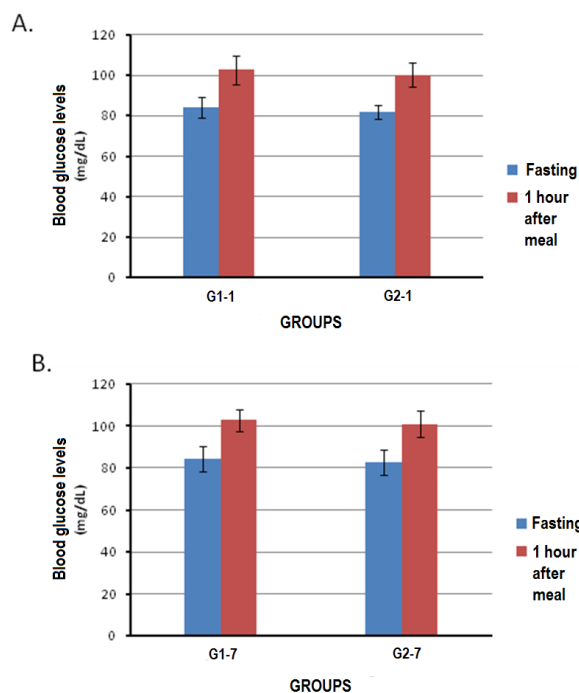 A.
120
100
80
60
40
20
0
Blood glucose levels
(mg/dL)
G1-1 G2-1
GROUPS
Fasting
1 hour
after
meal
B.
120
100
80
60
40
20
0
Blood glucose levels
(mg/dL)
G1-7 G2-7
GROUPS
Fasting
1 hour
after
meal